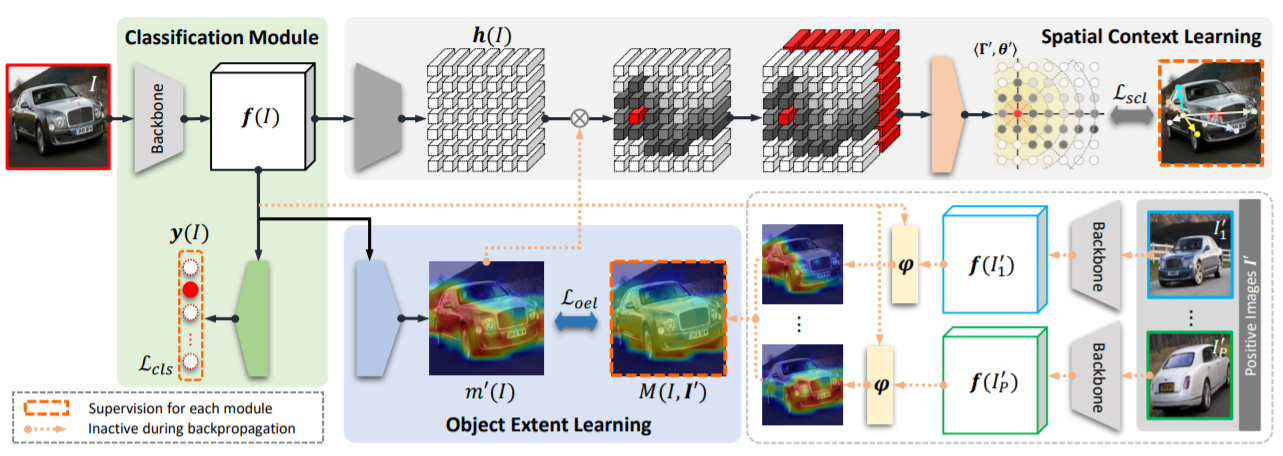 Classification Module
I
Backbone
f(I)
y(I)
ℒcls
h(I)
Spatial Context Learning
⟨Γ′, θ′⟩
ℒscl
m′(I)
ℒoel
M(I, I′)
Object Extent Learning
φ
f(I′1)
Backbone
I′1
⋮
φ
f(I′P)
Backbone
I′P
Positive Images I′
Supervision for each module
Inactive during backpropagation